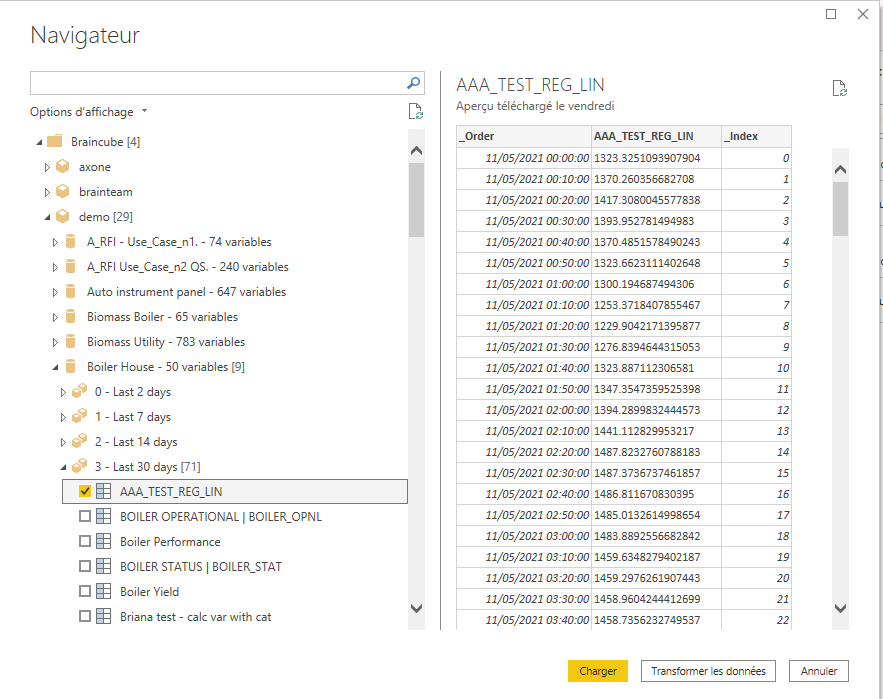 Navigateur
Options d'affichage
Braincube [4]
axone
brainteam
demo [29]
A_RFI - Use_Case_n1. - 74 variables
A_RFI Use_Case_n2 QS. - 240 variables
Auto instrument panel - 647 variables
Biomass Boiler - 65 variables
Biomass Utility - 783 variables
Boiler House - 50 variables [9]
0 - Last 2 days
1 - Last 7 days
2 - Last 14 days
3 - Last 30 days [71]
AAA_TEST_REG_LIN
BOILER OPERATIONAL | BOILER_OPNL
Boiler Performance
BOILER STATUS | BOILER_STAT
Boiler Yield
Briana test - calc var with cat
AAA_TEST_REG_LIN
Aperçu téléchargé le vendredi
_Order AAA_TEST_REG_LIN _Index
11/05/2021 00:00:00 1323.3251093907904 0
11/05/2021 00:10:00 1370.260356682708 1
11/05/2021 00:20:00 1417.3080045577838 2
11/05/2021 00:30:00 1393.952781494983 3
11/05/2021 00:40:00 1370.4851578490243 4
11/05/2021 00:50:00 1323.6623111402648 5
11/05/2021 01:00:00 1300.194687494306 6
11/05/2021 01:10:00 1253.3718407855467 7
11/05/2021 01:20:00 1229.9042171395877 8
11/05/2021 01:30:00 1276.8394644315053 9
11/05/2021 01:40:00 1323.887112306581 10
11/05/2021 01:50:00 1347.3547359525398 11
11/05/2021 02:00:00 1394.2899832444573 12
11/05/2021 02:10:00 1441.112829953217 13
11/05/2021 02:20:00 1487.8232760788183 14
11/05/2021 02:30:00 1487.3736737461857 15
11/05/2021 02:40:00 1486.811670830395 16
11/05/2021 02:50:00 1485.0132614998654 17
11/05/2021 03:00:00 1483.8892556682842 18
11/05/2021 03:10:00 1459.6348279402187 19
11/05/2021 03:20:00 1459.2976261907443 20
11/05/2021 03:30:00 1458.9604244412699 21
11/05/2021 03:40:00 1458.7356232749537 22
Charger
Transformer les données
Annuler